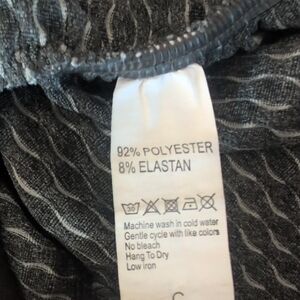 92% POLYESTER
8% ELASTAN
Machine wash in cold water
Gentle cycle with like colors
No bleach
Hang To Dry
Low iron